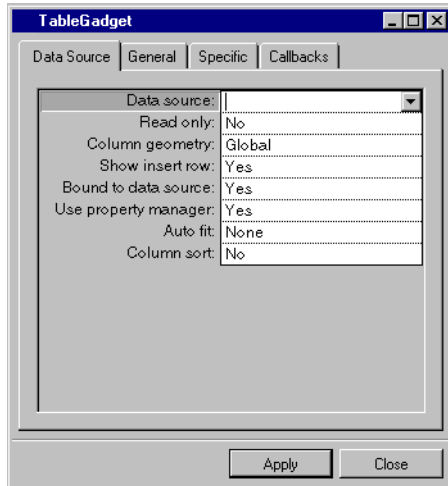 TableGadget
Data Source General Specific Callbacks
Data source:
Read only: No
Column geometry: Global
Show insert row: Yes
Bound to data source: Yes
Use property manager: Yes
Auto fit: None
Column sort: No
Apply Close